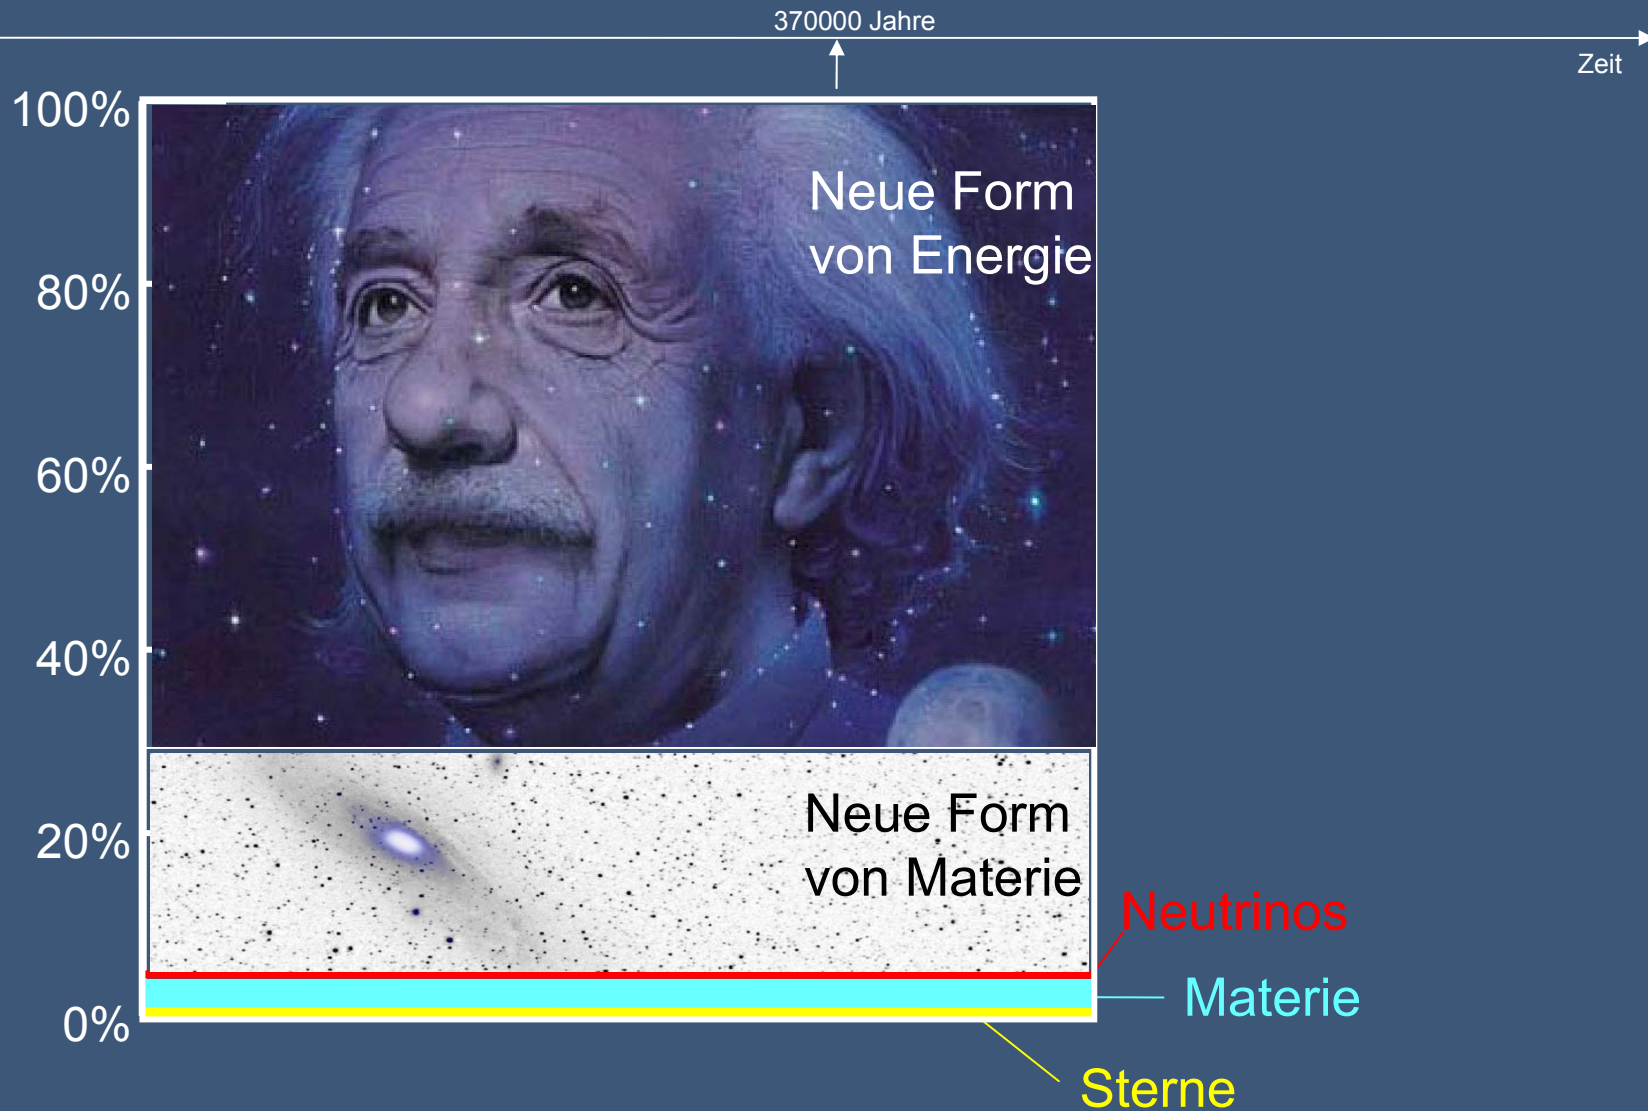 370000 Jahre
Zeit
100%
Neue Form
von Energie
80%
60%
40%
Neue Form
von Materie
20%
Neutrinos
Materie
0%
Sterne